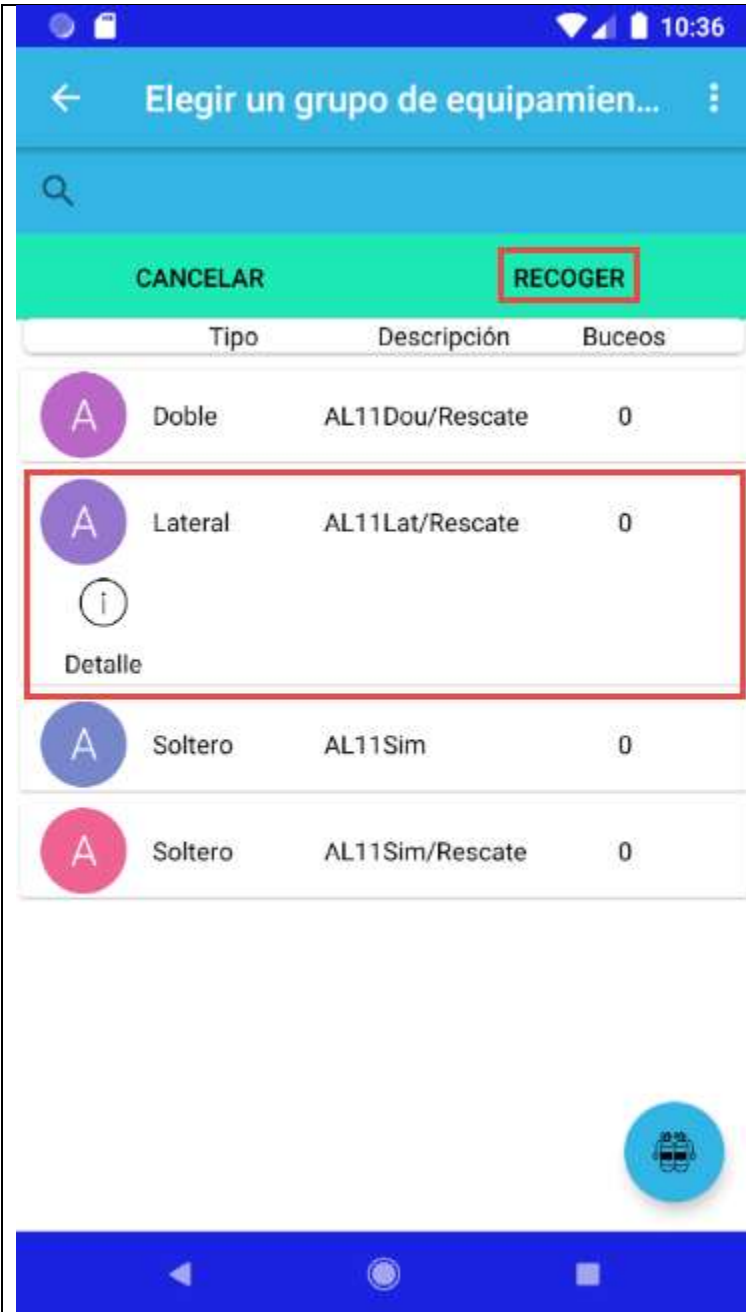 10:36
Elegir un grupo de equipamien...
CANCELAR RECOGER
Tipo Descripción Buceos
A Doble AL11Dou/Rescate 0
A Lateral AL11Lat/Rescate 0
i
Detalle
A Soltero AL11Sim 0
A Soltero AL11Sim/Rescate 0